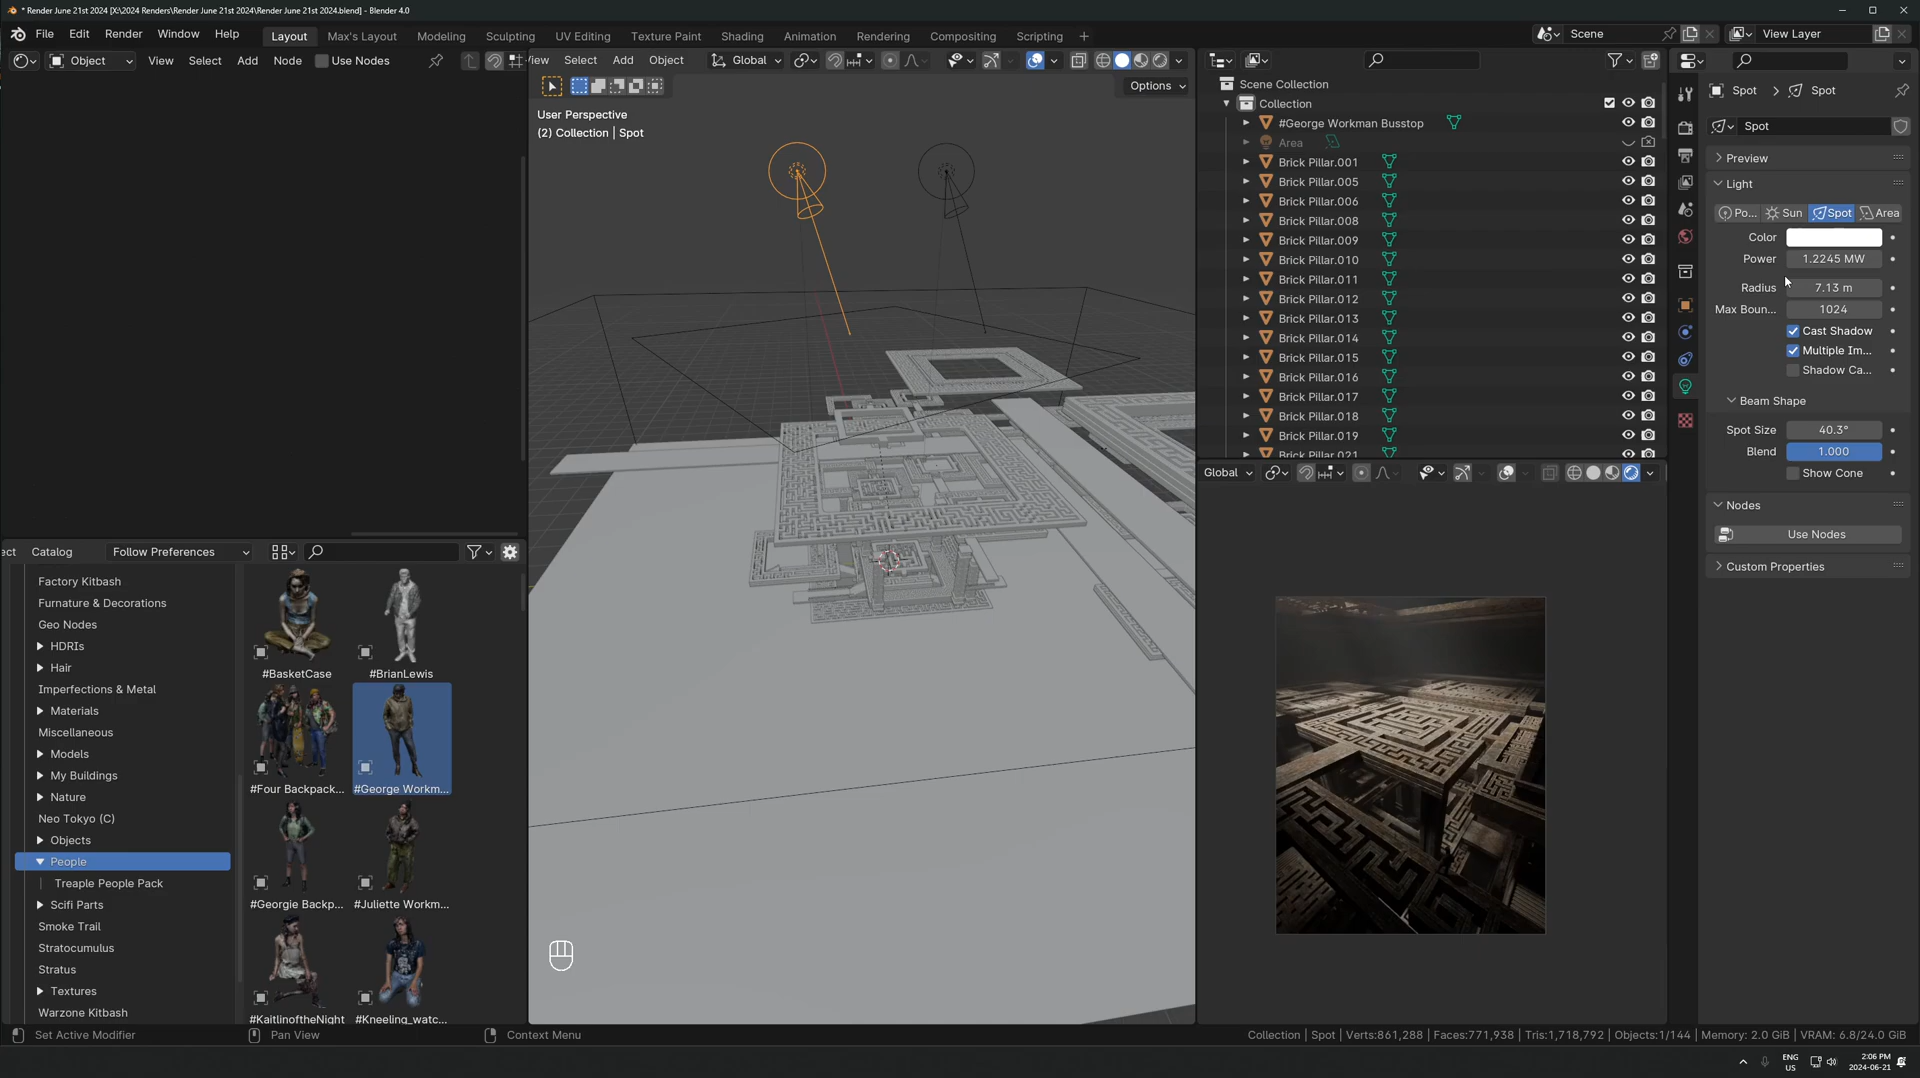 * Render June 21st 2024 [X:\2024 Renders\Render June 21st 2024\Render June 21st 2024.blend] - Blender 4.0
File Edit Render Window Help
Layout Max's Layout Modeling Sculpting UV Editing Texture Paint Shading Animation Rendering Compositing Scripting
Scene
View Layer
Object View Select Add Node Use Nodes
iew Select Add Object Global
Options
User Perspective
(2) Collection | Spot
Scene Collection
Collection
#George Workman Busstop
Area
Brick Pillar.001
Brick Pillar.005
Brick Pillar.006
Brick Pillar.008
Brick Pillar.009
Brick Pillar.010
Brick Pillar.011
Brick Pillar.012
Brick Pillar.013
Brick Pillar.014
Brick Pillar.015
Brick Pillar.016
Brick Pillar.017
Brick Pillar.018
Brick Pillar.019
Brick Pillar.021
Global
Spot > Spot
Spot
Preview
Light
Po... Sun Spot Area
Color
Power 1.2245 MW
Radius 7.13 m
Max Boun... 1024
Cast Shadow
Multiple Im...
Shadow Ca...
Beam Shape
Spot Size 40.3°
Blend 1.000
Show Cone
Nodes
Use Nodes
Custom Properties
ect Catalog Follow Preferences
Factory Kitbash
Furnature & Decorations
Geo Nodes
HDRIs
Hair
Imperfections & Metal
Materials
Miscellaneous
Models
My Buildings
Nature
Neo Tokyo (C)
Objects
People
Treaple People Pack
Scifi Parts
Smoke Trail
Stratocumulus
Stratus
Textures
Warzone Kitbash
#BasketCase
#BrianLewis
#Four Backpack...
#George Workm...
#Georgie Backp...
#Juliette Workm...
#KaitlinoftheNight
#Kneeling_watc...
Set Active Modifier
Pan View
Context Menu
Collection | Spot | Verts:861,288 | Faces:771,938 | Tris:1,718,792 | Objects:1/144 | Memory: 2.0 GiB | VRAM: 6.8/24.0 GiB
ENG
US
2:06 PM
2024-06-21